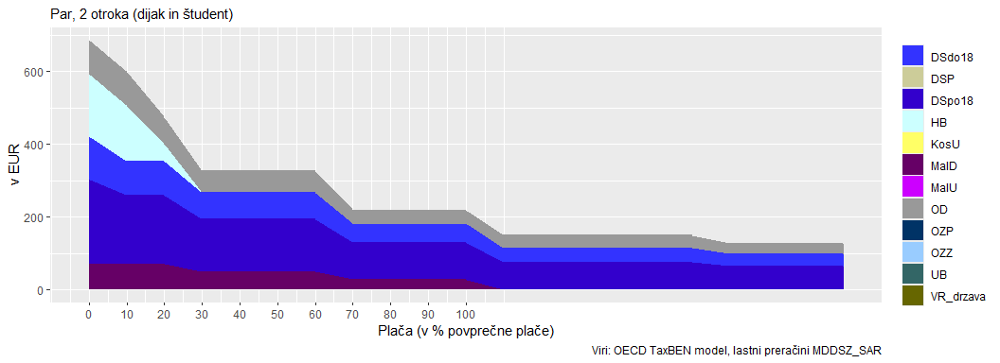 Par, 2 otroka (dijak in študent)
v EUR
600
400
200
0
0 10 20 30 40 50 60 70 80 90 100
Plača (v % povprečne plače)
DSdo18
DSP
DSpo18
HB
KosU
MalD
MalU
OD
OZP
OZZ
UB
VR_drzava
Viri: OECD TaxBEN model, lastni preračini MDDSZ_SAR